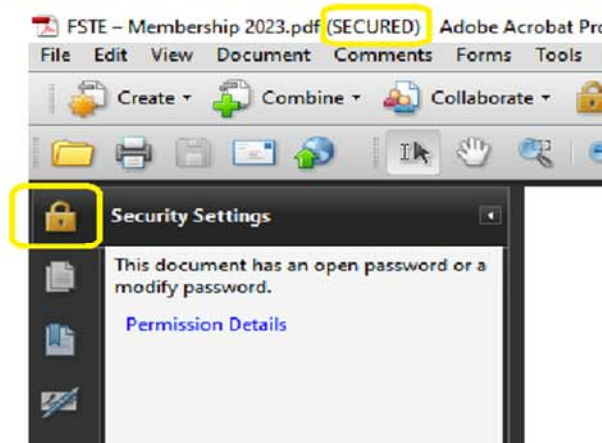 FSTE – Membership 2023.pdf (SECURED) Adobe Acrobat Pro
File Edit View Document Comments Forms Tools
Create Combine Collaborate
Security Settings
This document has an open password or a
modify password.
Permission Details